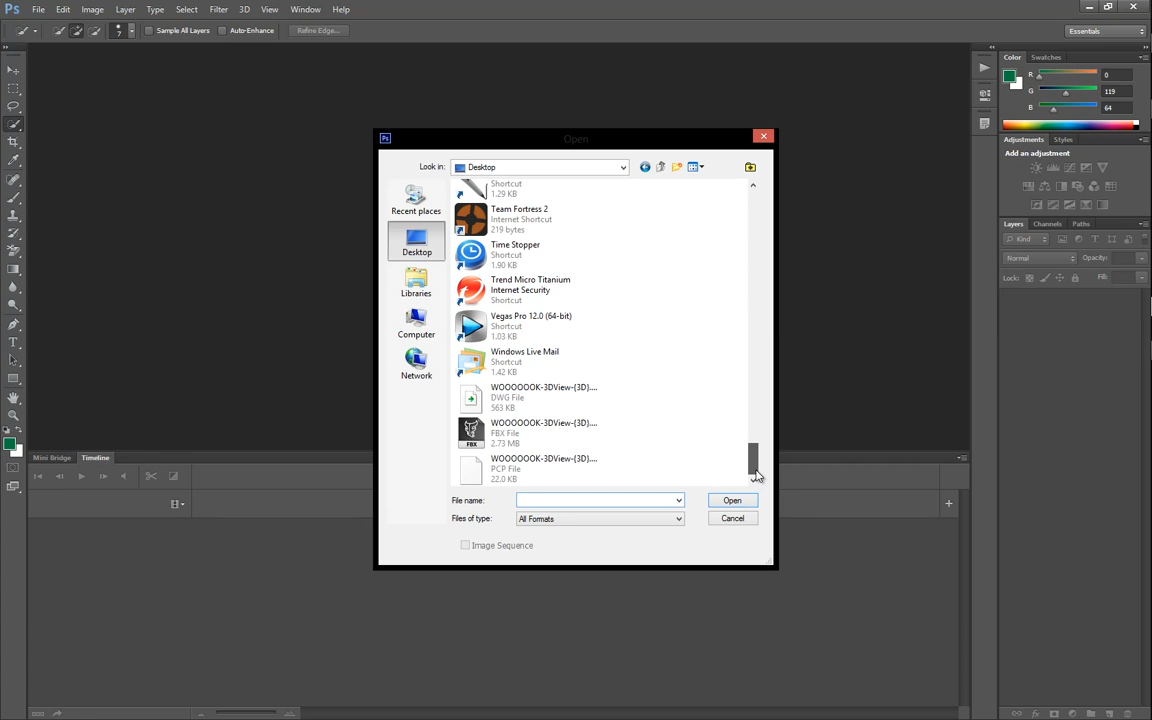 Ps File Edit Image Layer Type Select Filter 3D View Window Help
7 Sample All Layers Auto-Enhance Refine Edge... Essentials
Color Swatches
R 0
G 119
B 64
Adjustments Styles
Add an adjustment
Layers Channels Paths
Kind
Normal Opacity:
Lock: Fill:
Ps Open
Look in: Desktop
Recent places
Desktop
Libraries
Computer
Network
Shortcut
1.29 KB
Team Fortress 2
Internet Shortcut
219 bytes
Time Stopper
Shortcut
1.90 KB
Trend Micro Titanium
Internet Security
Shortcut
Vegas Pro 12.0 (64-bit)
Shortcut
1.03 KB
Windows Live Mail
Shortcut
1.42 KB
WOOOOOOK-3DView-{3D}....
DWG File
563 KB
WOOOOOOK-3DView-{3D}....
FBX File
2.73 MB
FBX
WOOOOOOK-3DView-{3D}....
PCP File
22.0 KB
File name: Open
Files of type: All Formats Cancel
Image Sequence
Mini Bridge Timeline